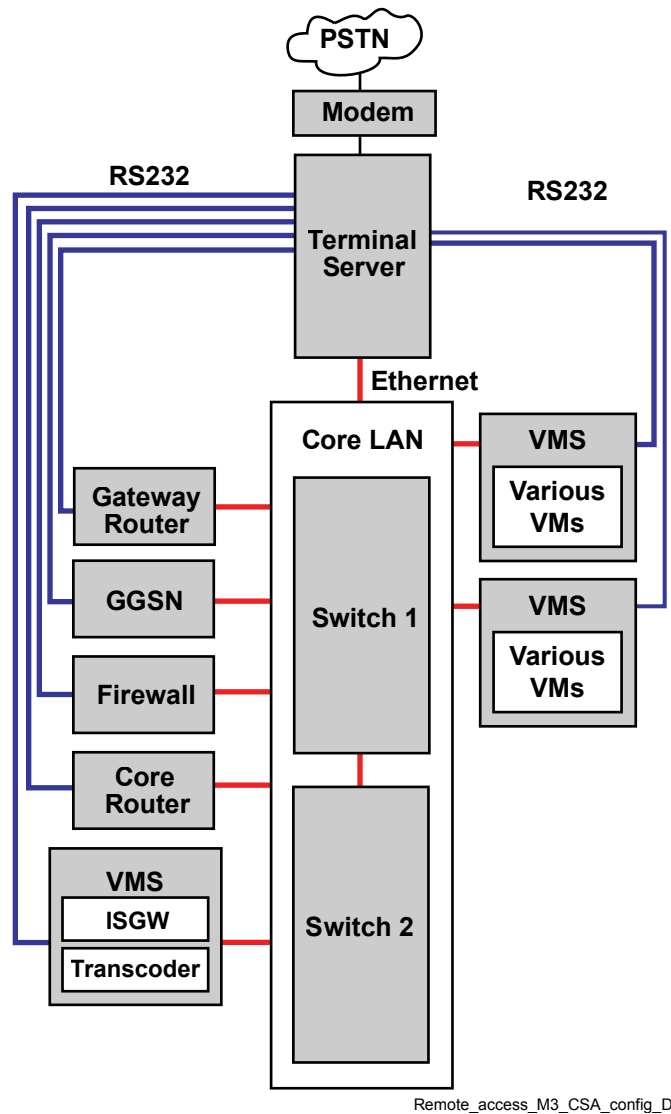 PSTN
Modem
RS232
RS232
Terminal
Server
Ethernet
Core LAN
VMS
Various
VMs
Gateway
Router
GGSN
Switch 1
VMS
Various
VMs
Firewall
Core
Router
VMS
ISGW
Transcoder
Switch 2
Remote_access_M3_CSA_config_D